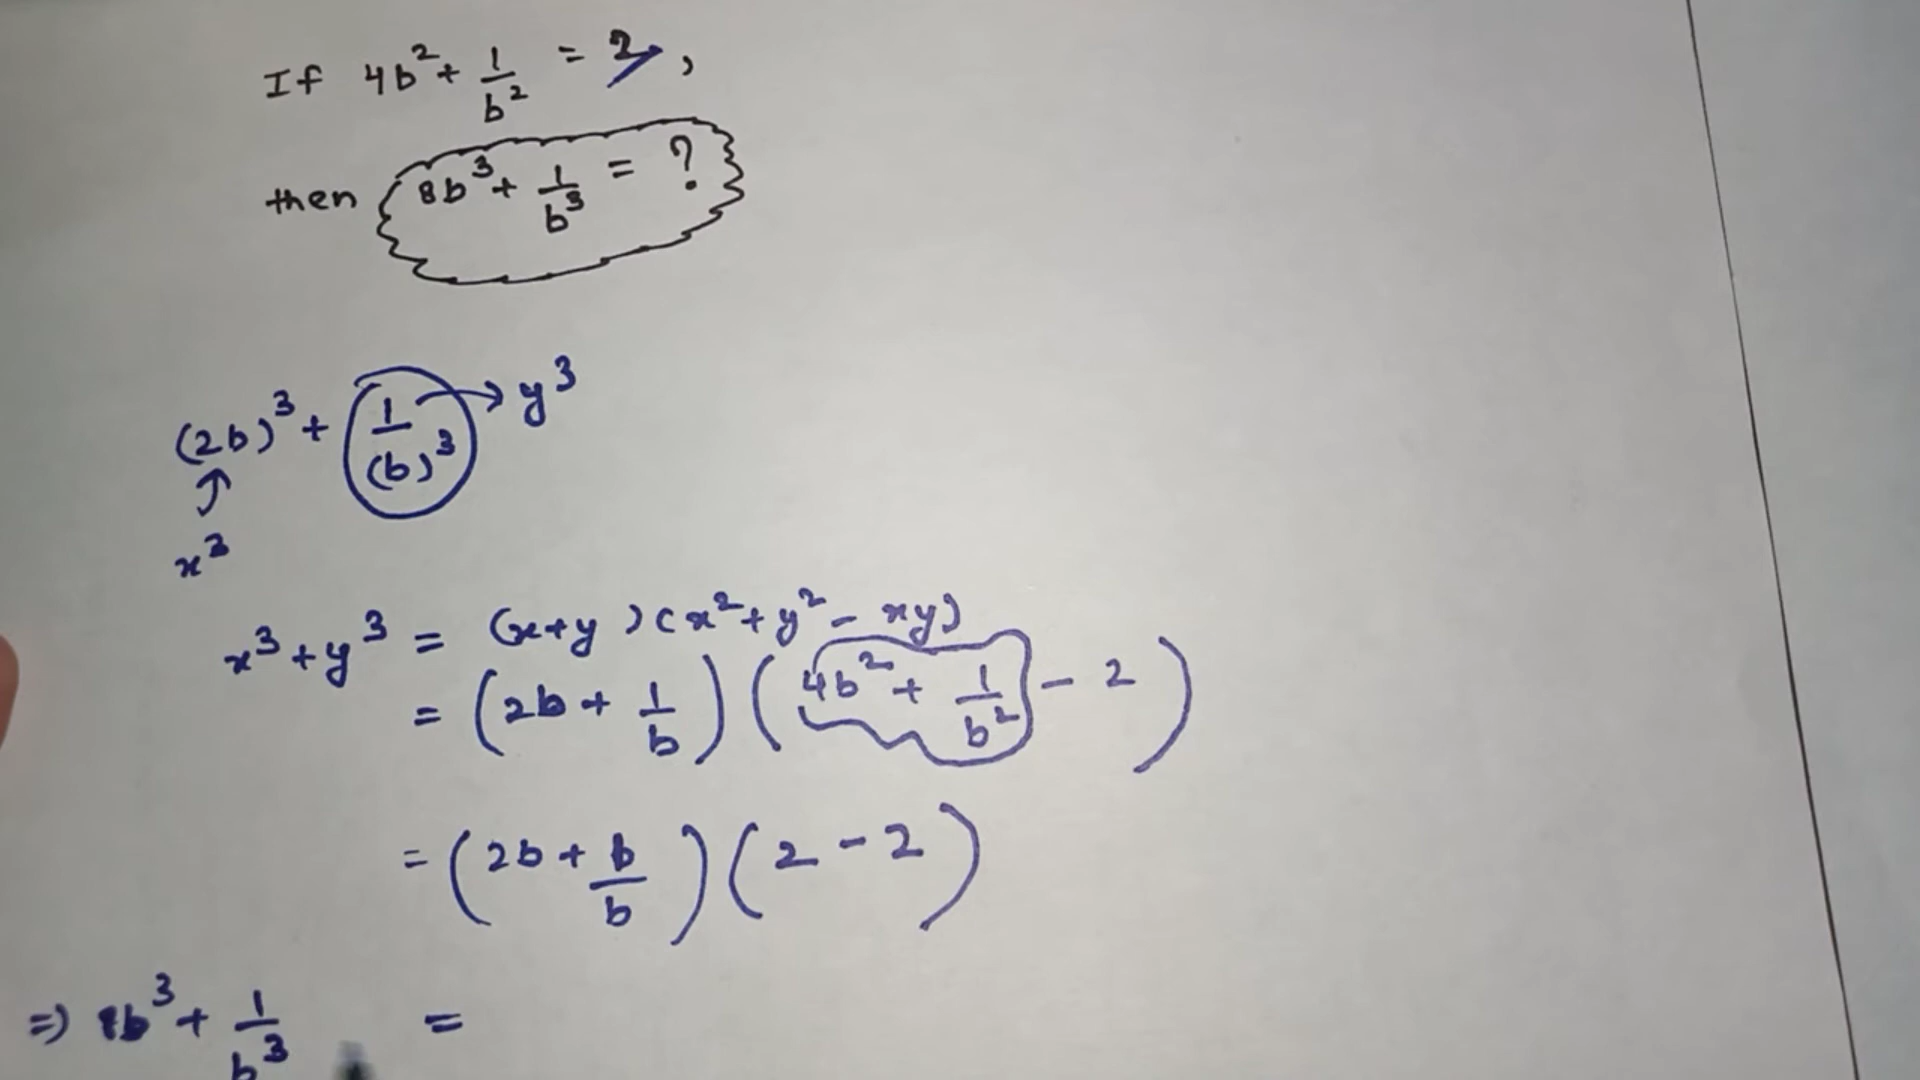 If 4b² + 1/b² = 2,
then 8b³ + 1/b³ = ?
(2b)³ + 1/(b)³ → y³
x³
x³ + y³ = (x+y)(x²+y² - xy)
= (2b + 1/b)(4b² + 1/b² - 2)
= (2b + b/b)(2 - 2)
⇒ 8b³ + 1/b³ =